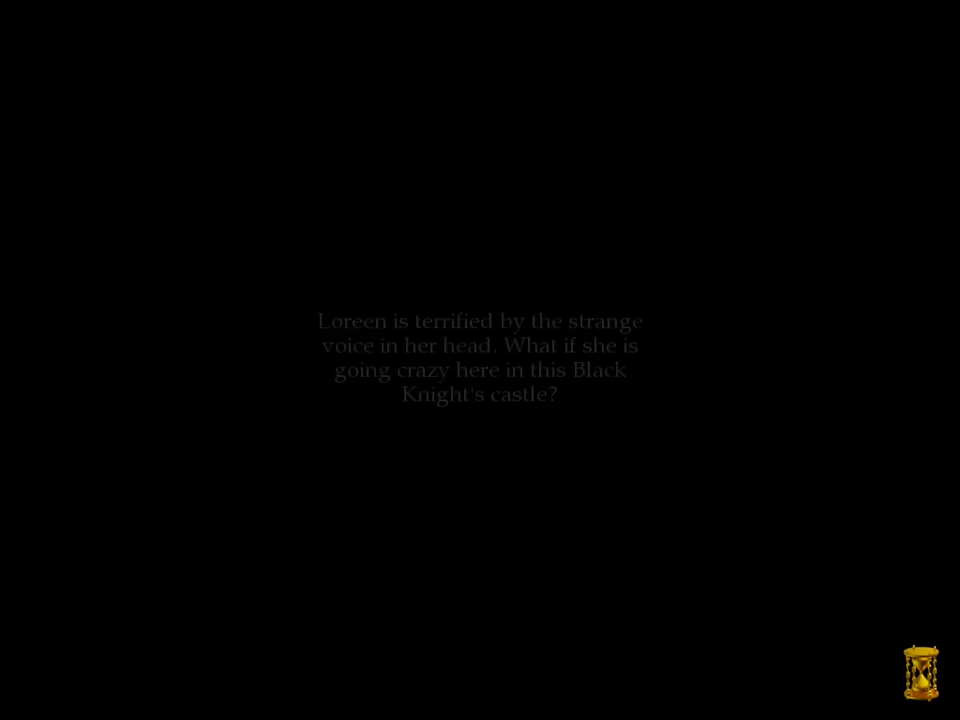 Loreen is terrified by the strange
voice in her head. What if she is
going crazy here in this Black
Knight's castle?